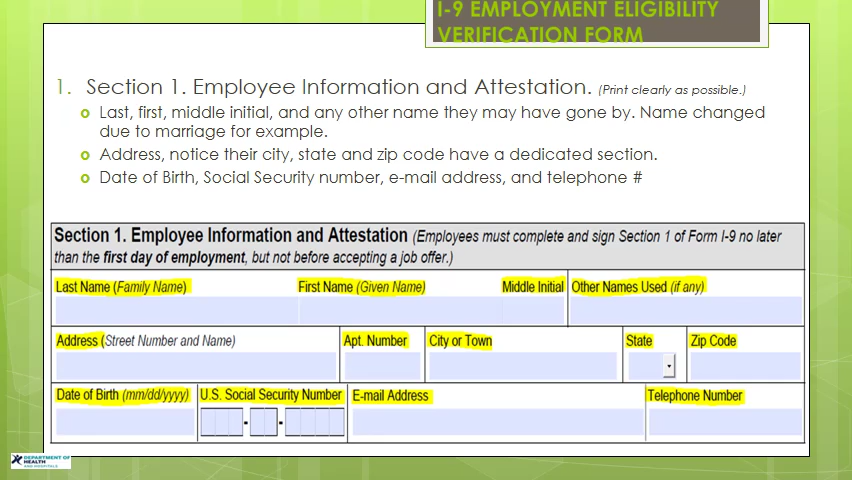 I-9 EMPLOYMENT ELIGIBILITY
VERIFICATION FORM
1. Section 1. Employee Information and Attestation. (Print clearly as possible.)
Last, first, middle initial, and any other name they may have gone by. Name changed
due to marriage for example.
Address, notice their city, state and zip code have a dedicated section.
Date of Birth, Social Security number, e-mail address, and telephone #
Section 1. Employee Information and Attestation (Employees must complete and sign Section 1 of Form I-9 no later
than the first day of employment, but not before accepting a job offer.)
Last Name (Family Name) First Name (Given Name) Middle Initial Other Names Used (if any)
Address (Street Number and Name) Apt. Number City or Town State Zip Code
Date of Birth (mm/dd/yyyy) U.S. Social Security Number E-mail Address Telephone Number
- -
DEPARTMENT OF
HEALTH
AND HOSPITALS